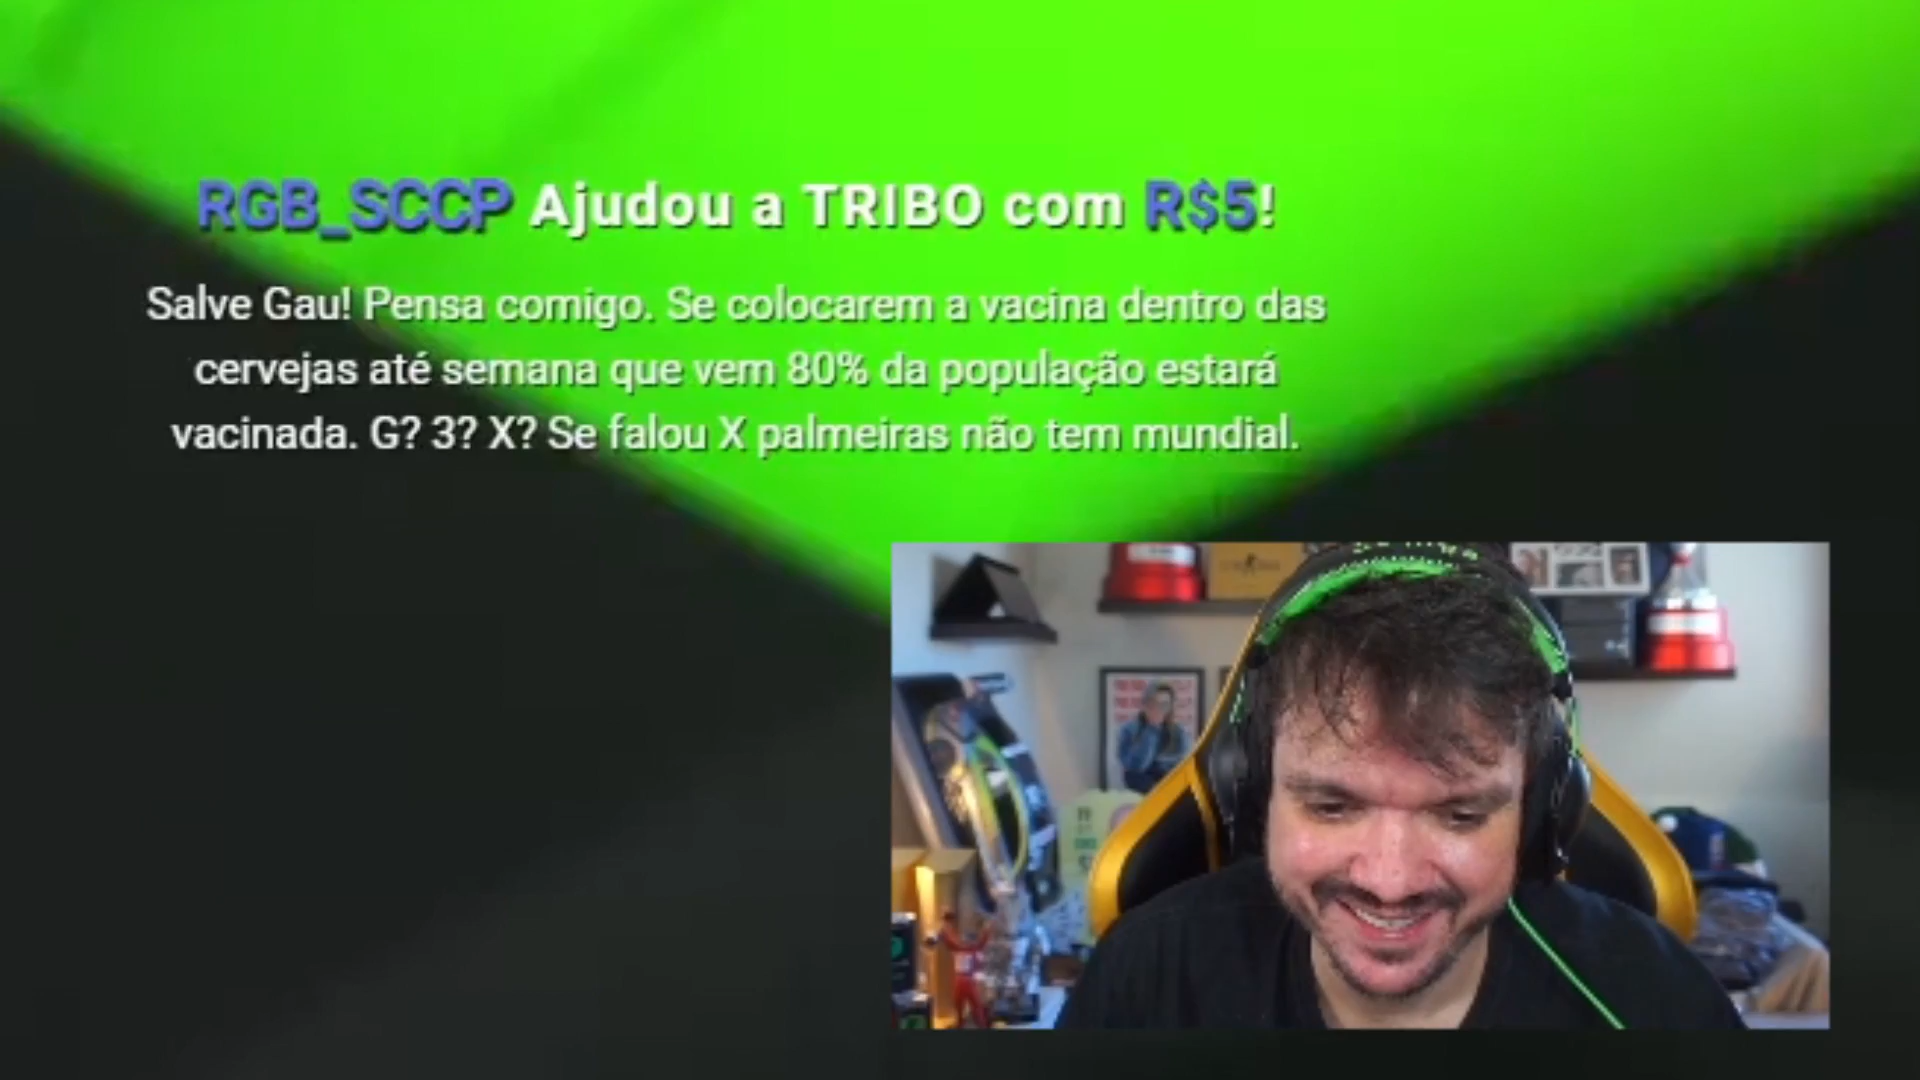 RGB_SCCP Ajudou a TRIBO com R$5!
Salve Gau! Pensa comigo. Se colocarem a vacina dentro das
cervejas até semana que vem 80% da população estará
vacinada. G? 3? X? Se falou X palmeiras não tem mundial.